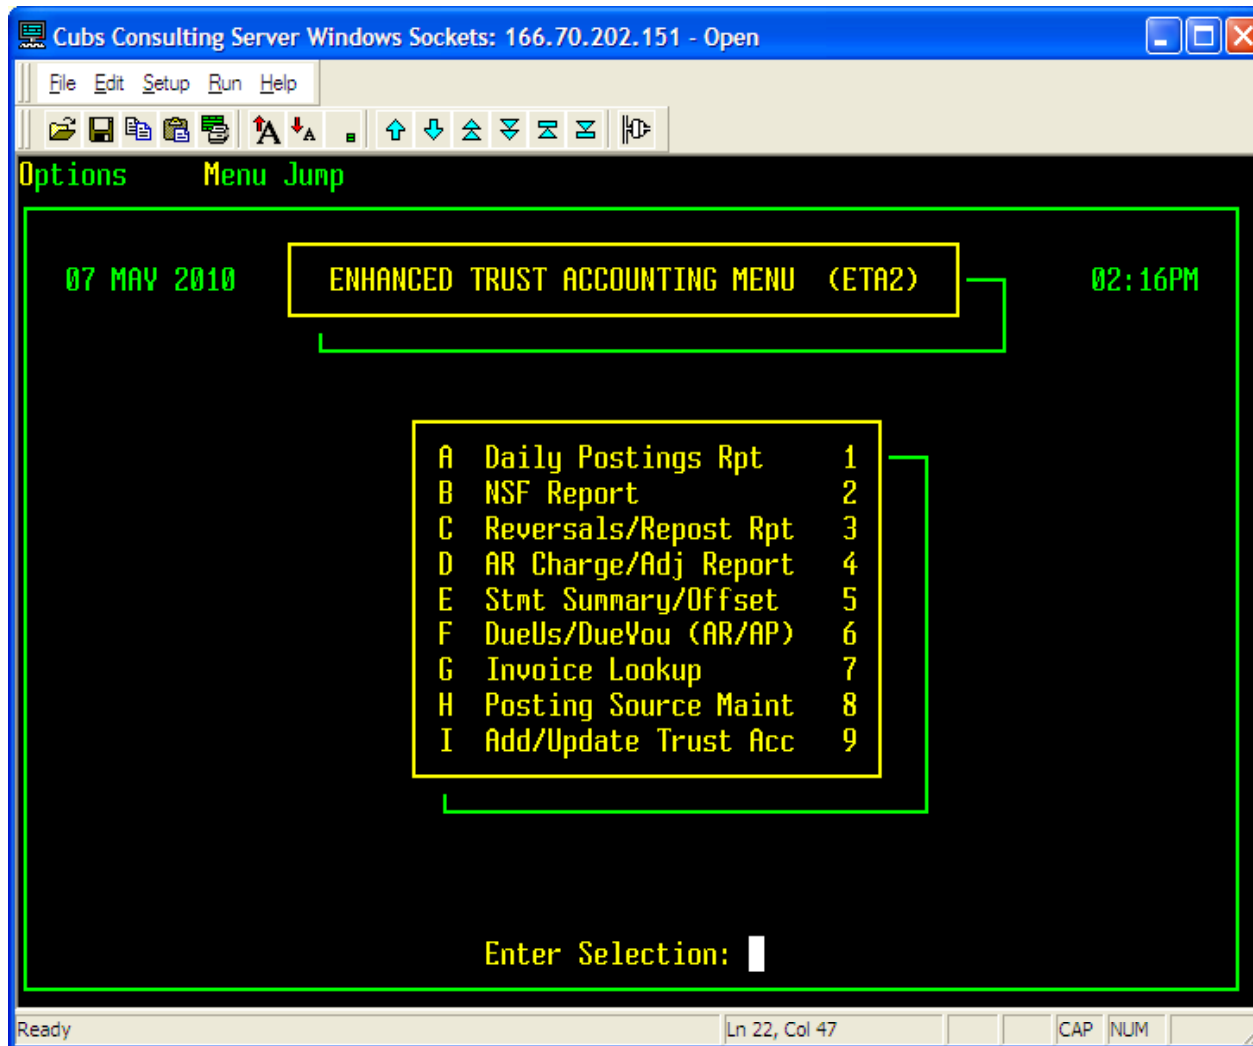 Cubs Consulting Server Windows Sockets: 166.70.202.151 - Open
File Edit Setup Run Help
Options Menu Jump
07 MAY 2010 ENHANCED TRUST ACCOUNTING MENU (ETA2) 02:16PM
A Daily Postings Rpt 1
B NSF Report 2
C Reversals/Repost Rpt 3
D AR Charge/Adj Report 4
E Stmt Summary/Offset 5
F DueUs/DueYou (AR/AP) 6
G Invoice Lookup 7
H Posting Source Maint 8
I Add/Update Trust Acc 9
Enter Selection:
Ready Ln 22, Col 47 CAP NUM